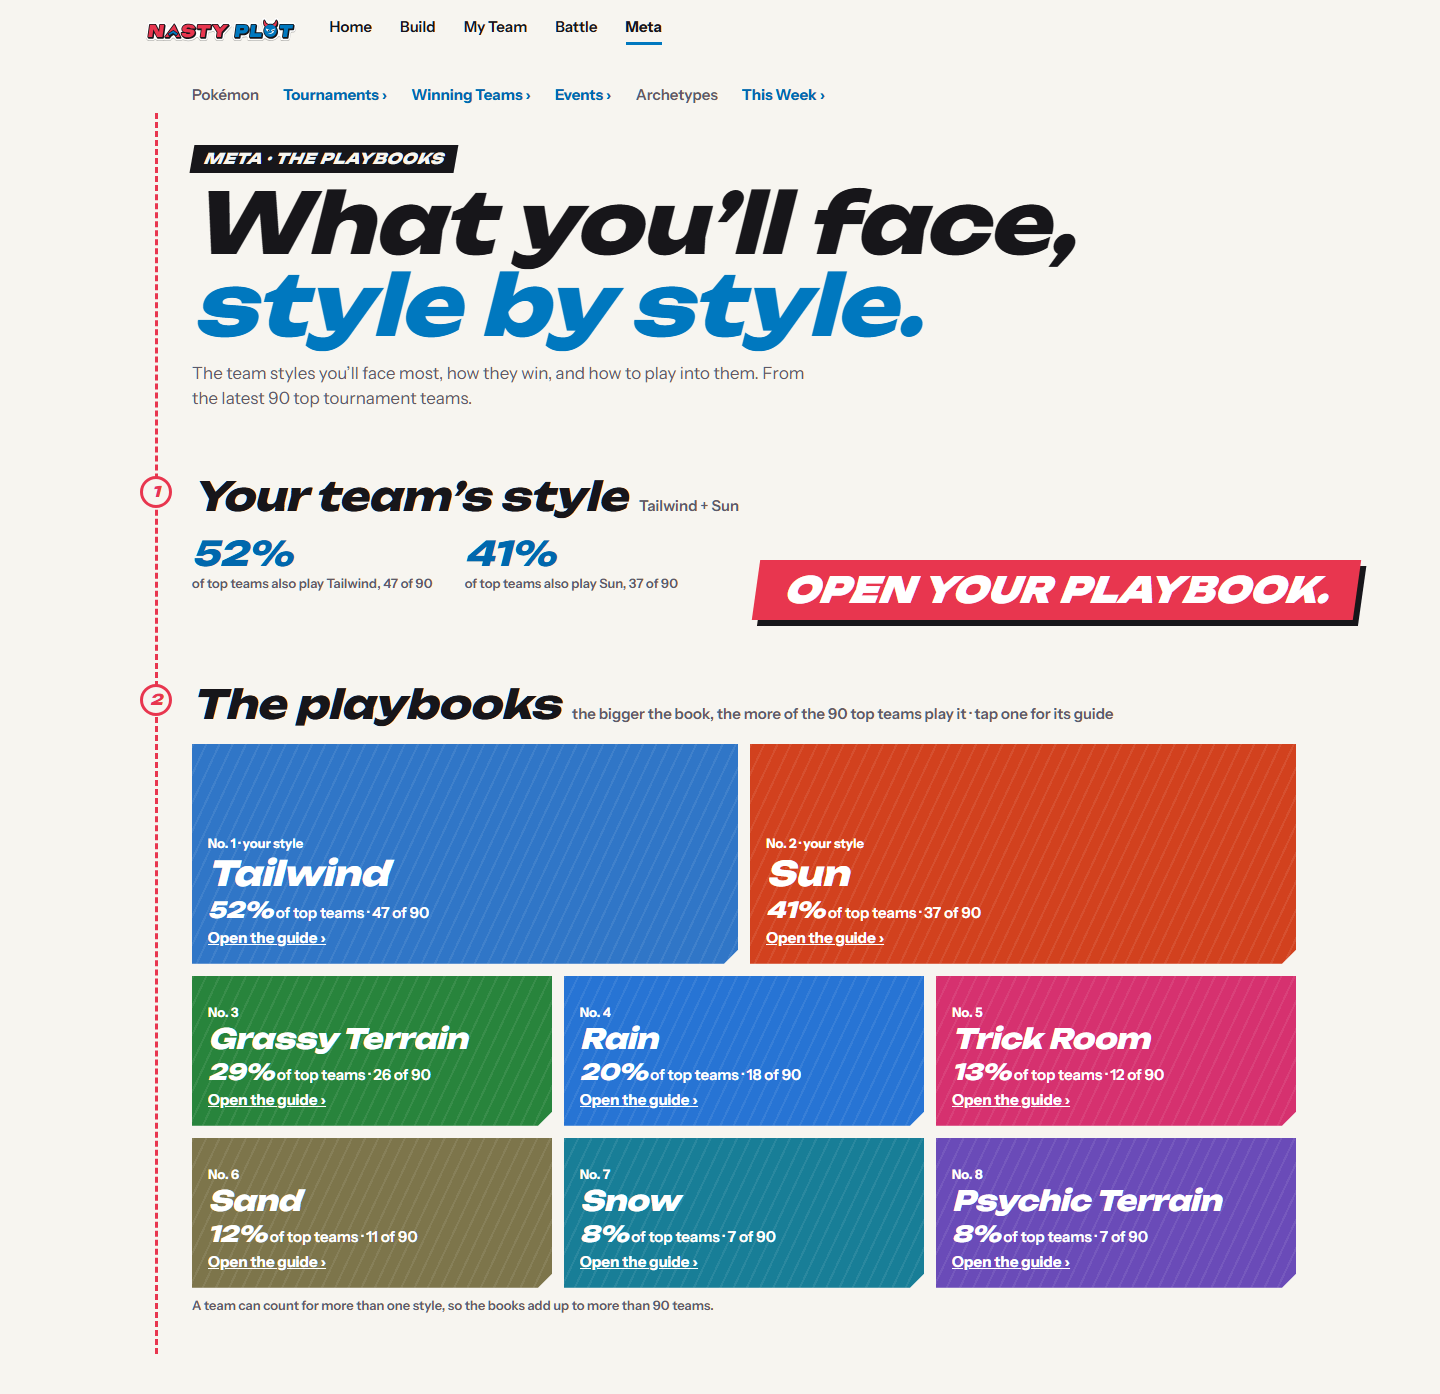 NASTY PLOT
Home Build My Team Battle Meta
Pokémon Tournaments › Winning Teams › Events › Archetypes This Week ›
META · THE PLAYBOOKS
What you’ll face,
style by style.
The team styles you’ll face most, how they win, and how to play into them. From
the latest 90 top tournament teams.
1 Your team’s style Tailwind + Sun
52% 41%
of top teams also play Tailwind, 47 of 90 of top teams also play Sun, 37 of 90
OPEN YOUR PLAYBOOK.
2 The playbooks the bigger the book, the more of the 90 top teams play it · tap one for its guide
No. 1 · your style
Tailwind
52% of top teams · 47 of 90
Open the guide ›
No. 2 · your style
Sun
41% of top teams · 37 of 90
Open the guide ›
No. 3
Grassy Terrain
29% of top teams · 26 of 90
Open the guide ›
No. 4
Rain
20% of top teams · 18 of 90
Open the guide ›
No. 5
Trick Room
13% of top teams · 12 of 90
Open the guide ›
No. 6
Sand
12% of top teams · 11 of 90
Open the guide ›
No. 7
Snow
8% of top teams · 7 of 90
Open the guide ›
No. 8
Psychic Terrain
8% of top teams · 7 of 90
Open the guide ›
A team can count for more than one style, so the books add up to more than 90 teams.